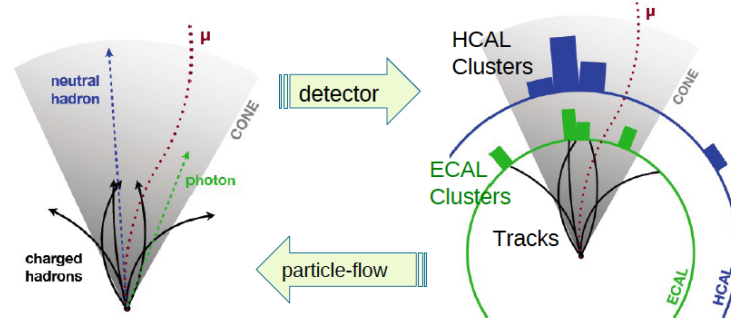 μ
neutral
hadron
CONE
photon
charged
hadrons
detector
particle-flow
HCAL
Clusters
μ
CONE
ECAL
Clusters
Tracks
ECAL
HCAL